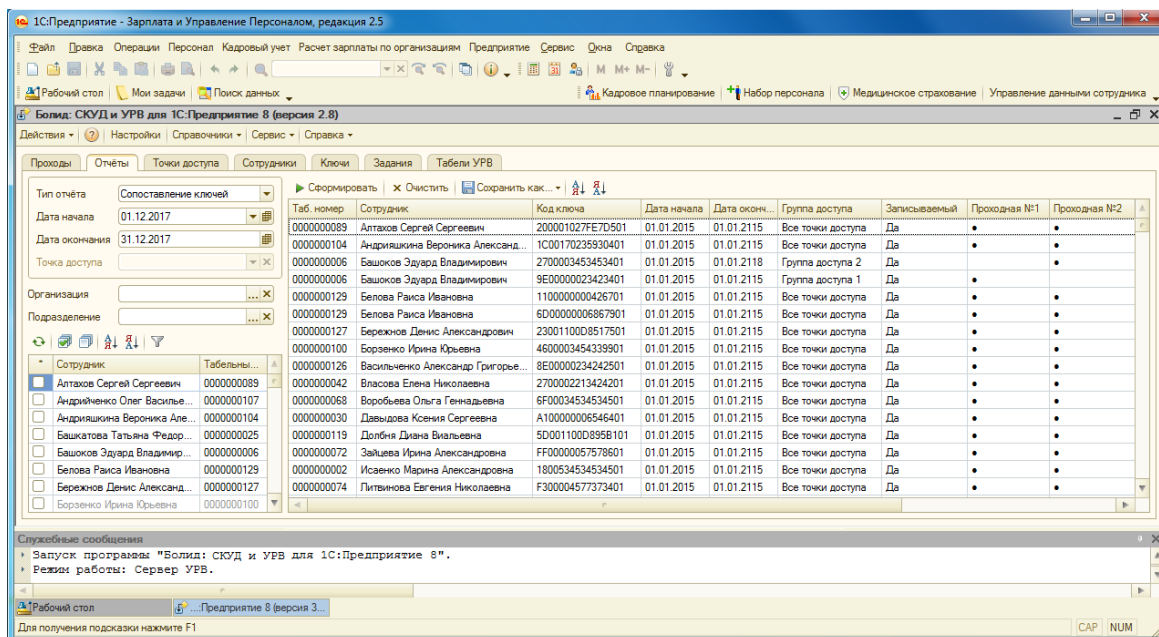 1С:Предприятие - Зарплата и Управление Персоналом, редакция 2.5
Файл Правка Операции Персонал Кадровый учет Расчет зарплаты по организациям Предприятие Сервис Окна Справка
M M+ M-
Рабочий стол Мои задачи Поиск данных Кадровое планирование Набор персонала Медицинское страхование Управление данными сотрудника
Болид: СКУД и УРВ для 1С:Предприятие 8 (версия 2.8)
Действия Настройки Справочники Сервис Справка
Проходы Отчёты Точки доступа Сотрудники Ключи Задания Табели УРВ
Тип отчёта Сопоставление ключей
Дата начала 01.12.2017
Дата окончания 31.12.2017
Точка доступа
Организация
Подразделение
* Сотрудник Табельны...
Алтахов Сергей Сергеевич 0000000089
Андрийченко Олег Василье... 0000000107
Андрияшкина Вероника Але... 0000000104
Башкатова Татьяна Федор... 0000000025
Башоков Эдуард Владимир... 0000000006
Белова Раиса Ивановна 0000000129
Бережнов Денис Александ... 0000000127
Борзенко Ирина Юрьевна 0000000100
Сформировать Очистить Сохранить как...
Таб. номер Сотрудник Код ключа Дата начала Дата оконч... Группа доступа Записываемый Проходная №1 Проходная №2
0000000089 Алтахов Сергей Сергеевич 200001027FE7D501 01.01.2015 01.01.2115 Все точки доступа Да • •
0000000104 Андрияшкина Вероника Александ... 1C00170235930401 01.01.2015 01.01.2115 Все точки доступа Да • •
0000000006 Башоков Эдуард Владимирович 2700003453453401 01.01.2015 01.01.2118 Группа доступа 2 Да •
0000000006 Башоков Эдуард Владимирович 9E00000023423401 01.01.2015 01.01.2115 Группа доступа 1 Да •
0000000129 Белова Раиса Ивановна 1100000000426701 01.01.2015 01.01.2115 Все точки доступа Да • •
0000000129 Белова Раиса Ивановна 6D00000006867901 01.01.2015 01.01.2115 Все точки доступа Да • •
0000000127 Бережнов Денис Александрович 23001100D8517501 01.01.2015 01.01.2115 Все точки доступа Да • •
0000000100 Борзенко Ирина Юрьевна 4600003454339901 01.01.2015 01.01.2115 Все точки доступа Да • •
0000000126 Васильченко Александр Григорье... 8E00000234242501 01.01.2015 01.01.2115 Все точки доступа Да • •
0000000042 Власова Елена Николаевна 2700002213424201 01.01.2015 01.01.2115 Все точки доступа Да • •
0000000068 Воробьева Ольга Геннадьевна 6F00034534534501 01.01.2015 01.01.2115 Все точки доступа Да • •
0000000030 Давыдова Ксения Сергеевна A100000006546401 01.01.2015 01.01.2115 Все точки доступа Да • •
0000000119 Долбня Диана Виальевна 5D001100D895B101 01.01.2015 01.01.2115 Все точки доступа Да • •
0000000072 Зайцева Ирина Александровна FF00000057578601 01.01.2015 01.01.2115 Все точки доступа Да • •
0000000002 Исаенко Марина Александровна 1800534534534501 01.01.2015 01.01.2115 Все точки доступа Да • •
0000000074 Литвинова Евгения Николаевна F300004577373401 01.01.2015 01.01.2115 Все точки доступа Да • •
Служебные сообщения
Запуск программы "Болид: СКУД и УРВ для 1С:Предприятие 8".
Режим работы: Сервер УРВ.
Рабочий стол ...:Предприятие 8 (версия 3...
Для получения подсказки нажмите F1 CAP NUM